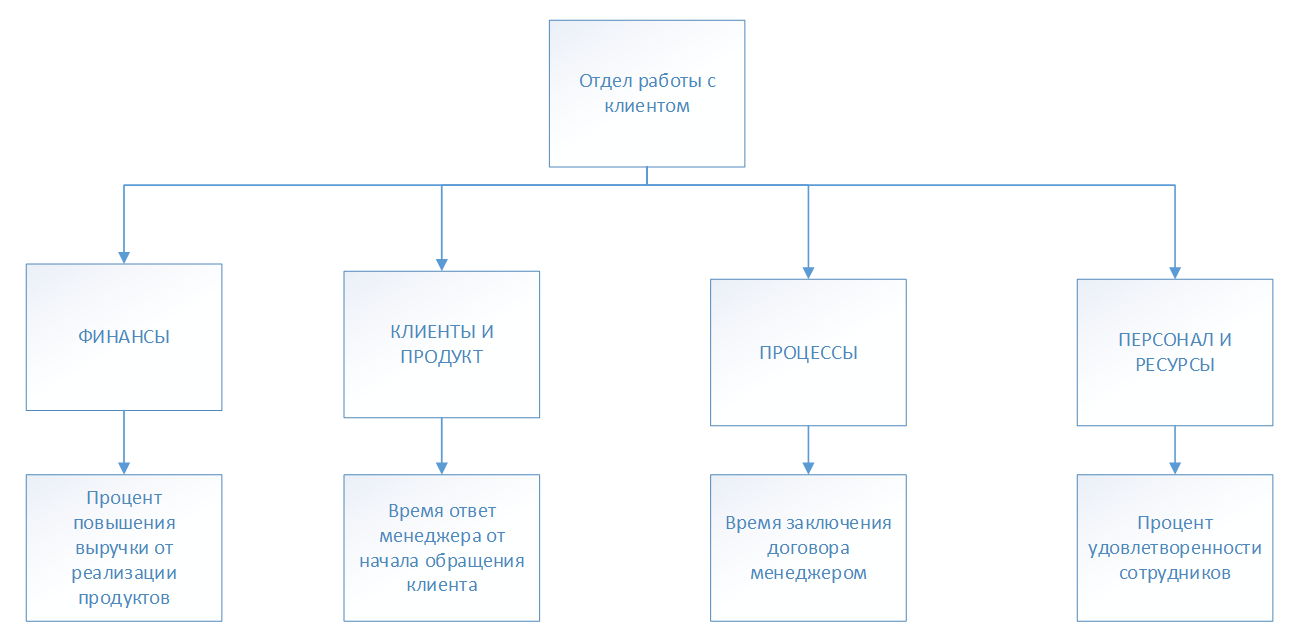 Отдел работы с
клиентом
ФИНАНСЫ
КЛИЕНТЫ И
ПРОДУКТ
ПРОЦЕССЫ
ПЕРСОНАЛ И
РЕСУРСЫ
Процент
повышения
выручки от
реализации
продуктов
Время ответ
менеджера от
начала обращения
клиента
Время заключения
договора
менеджером
Процент
удовлетворенности
сотрудников